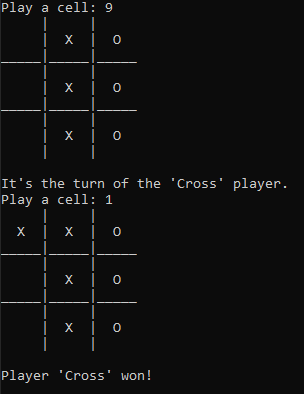 Play a cell: 9
X | O
X | O
X | O
It's the turn of the 'Cross' player.
Play a cell: 1
X | X | O
X | O
X | O
Player 'Cross' won!